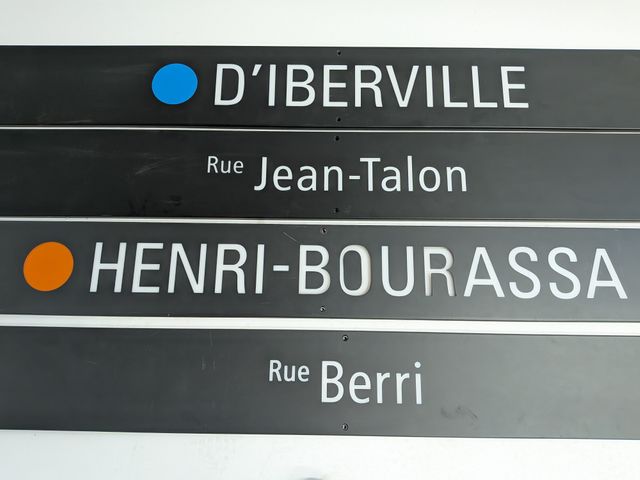 D'IBERVILLE
Rue Jean-Talon
HENRI-BOURASSA
Rue Berri